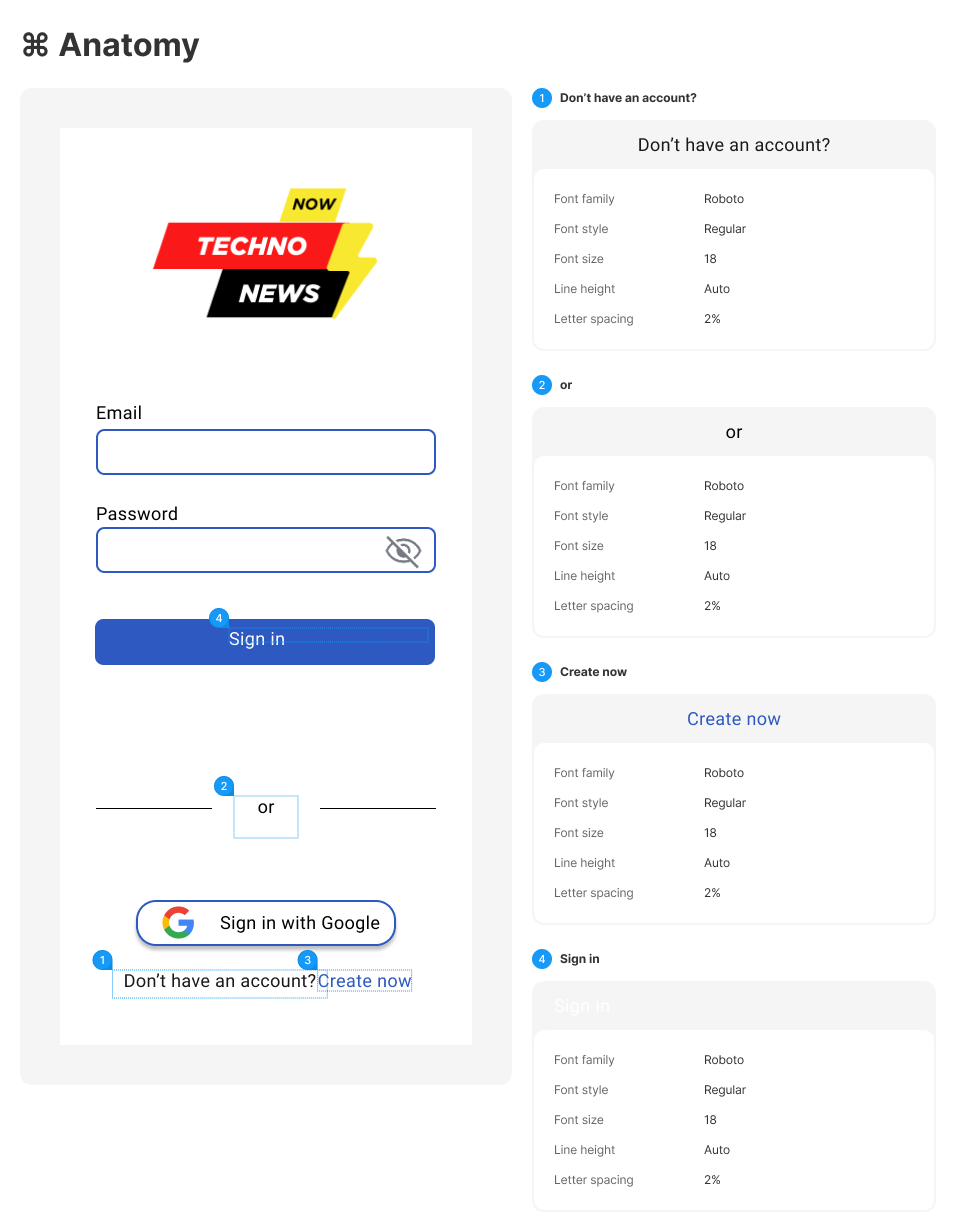 ⌘ Anatomy
NOW
TECHNO
NEWS
Email
Password
4
Sign in
2
or
Sign in with Google
1
3
Don’t have an account?
Create now
1 Don’t have an account?
Don’t have an account?
Font family Roboto
Font style Regular
Font size 18
Line height Auto
Letter spacing 2%
2 or
or
Font family Roboto
Font style Regular
Font size 18
Line height Auto
Letter spacing 2%
3 Create now
Create now
Font family Roboto
Font style Regular
Font size 18
Line height Auto
Letter spacing 2%
4 Sign in
Sign in
Font family Roboto
Font style Regular
Font size 18
Line height Auto
Letter spacing 2%